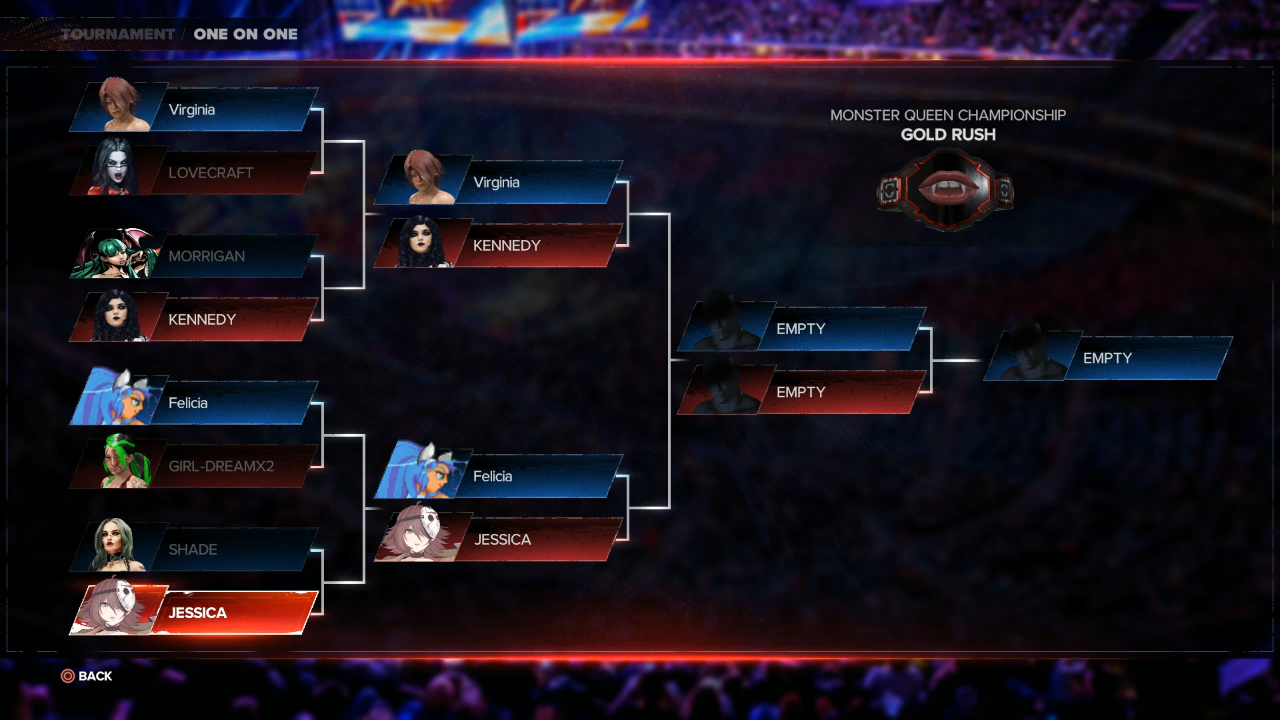 TOURNAMENT / ONE ON ONE
MONSTER QUEEN CHAMPIONSHIP
GOLD RUSH
Virginia
LOVECRAFT
MORRIGAN
KENNEDY
Felicia
GIRL-DREAMX2
SHADE
JESSICA
Virginia
KENNEDY
Felicia
JESSICA
EMPTY
EMPTY
EMPTY
BACK